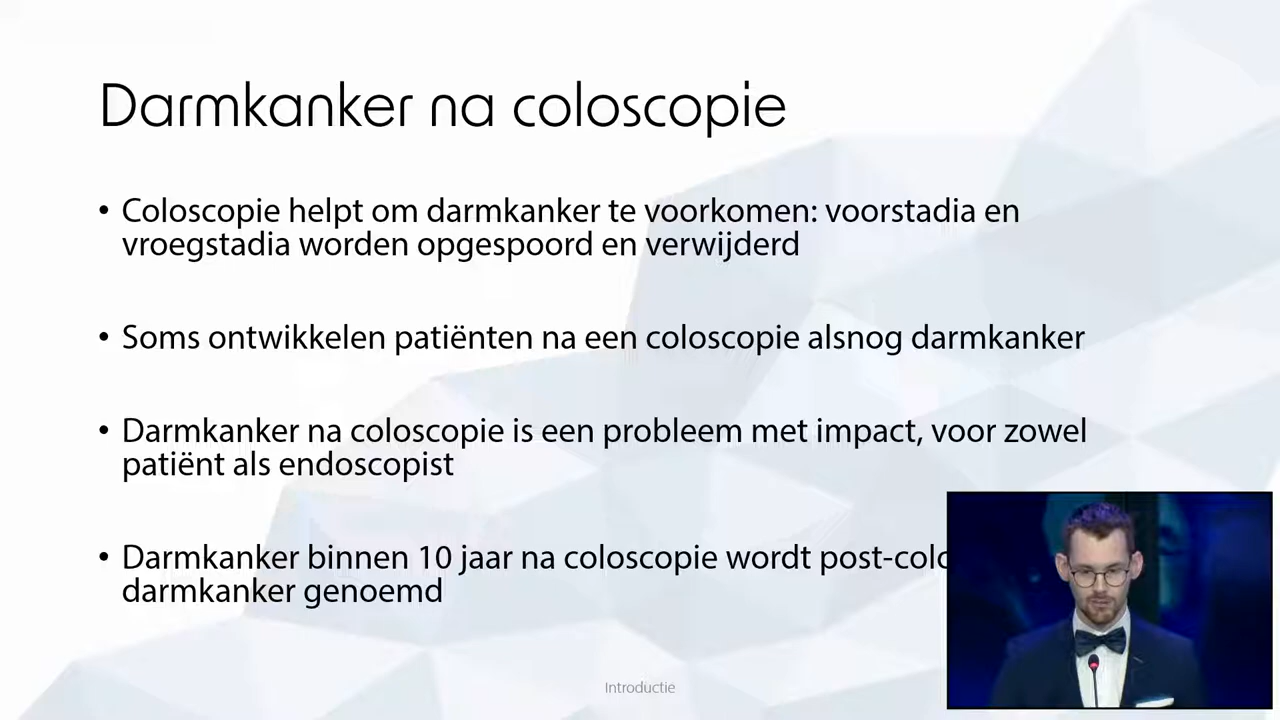 Darmkanker na coloscopie
• Coloscopie helpt om darmkanker te voorkomen: voorstadia en
vroegstadia worden opgespoord en verwijderd
• Soms ontwikkelen patiënten na een coloscopie alsnog darmkanker
• Darmkanker na coloscopie is een probleem met impact, voor zowel
patiënt als endoscopist
• Darmkanker binnen 10 jaar na coloscopie wordt
darmkanker genoemd
Introductie